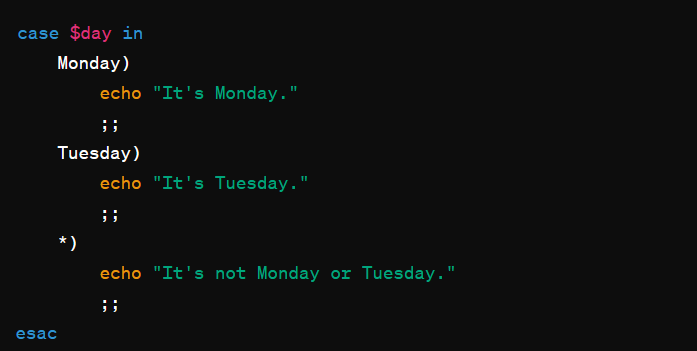 case $day in
    Monday)
        echo "It's Monday."
        ;;
    Tuesday)
        echo "It's Tuesday."
        ;;
    *)
        echo "It's not Monday or Tuesday."
        ;;
esac